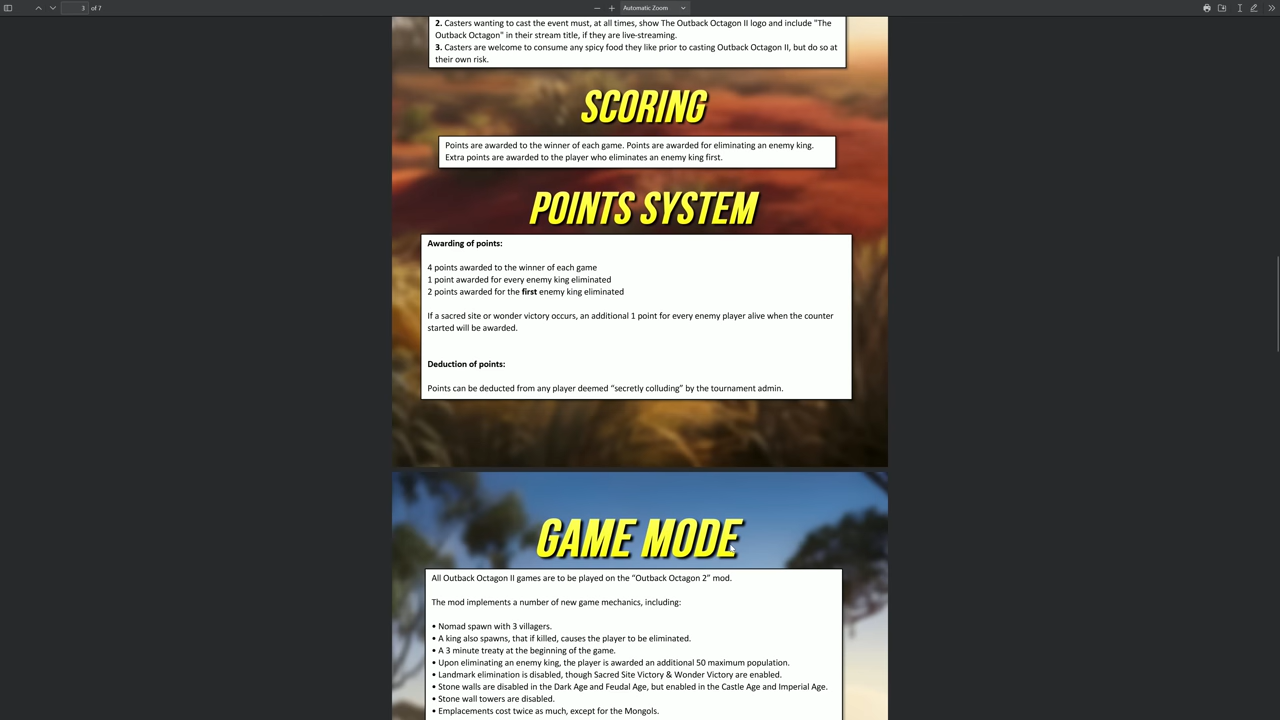 3 of 7
Automatic Zoom
2. Casters wanting to cast the event must, at all times, show The Outback Octagon II logo and include "The
Outback Octagon" in their stream title, if they are live-streaming.
3. Casters are welcome to consume any spicy food they like prior to casting Outback Octagon II, but do so at
their own risk.
SCORING
Points are awarded to the winner of each game. Points are awarded for eliminating an enemy king.
Extra points are awarded to the player who eliminates an enemy king first.
POINTS SYSTEM
Awarding of points:
4 points awarded to the winner of each game
1 point awarded for every enemy king eliminated
2 points awarded for the first enemy king eliminated
If a sacred site or wonder victory occurs, an additional 1 point for every enemy player alive when the counter
started will be awarded.
Deduction of points:
Points can be deducted from any player deemed “secretly colluding” by the tournament admin.
GAME MODE
All Outback Octagon II games are to be played on the “Outback Octagon 2” mod.
The mod implements a number of new game mechanics, including:
• Nomad spawn with 3 villagers.
• A king also spawns, that if killed, causes the player to be eliminated.
• A 3 minute treaty at the beginning of the game.
• Upon eliminating an enemy king, the player is awarded an additional 50 maximum population.
• Landmark elimination is disabled, though Sacred Site Victory & Wonder Victory are enabled.
• Stone walls are disabled in the Dark Age and Feudal Age, but enabled in the Castle Age and Imperial Age.
• Stone wall towers are disabled.
• Emplacements cost twice as much, except for the Mongols.